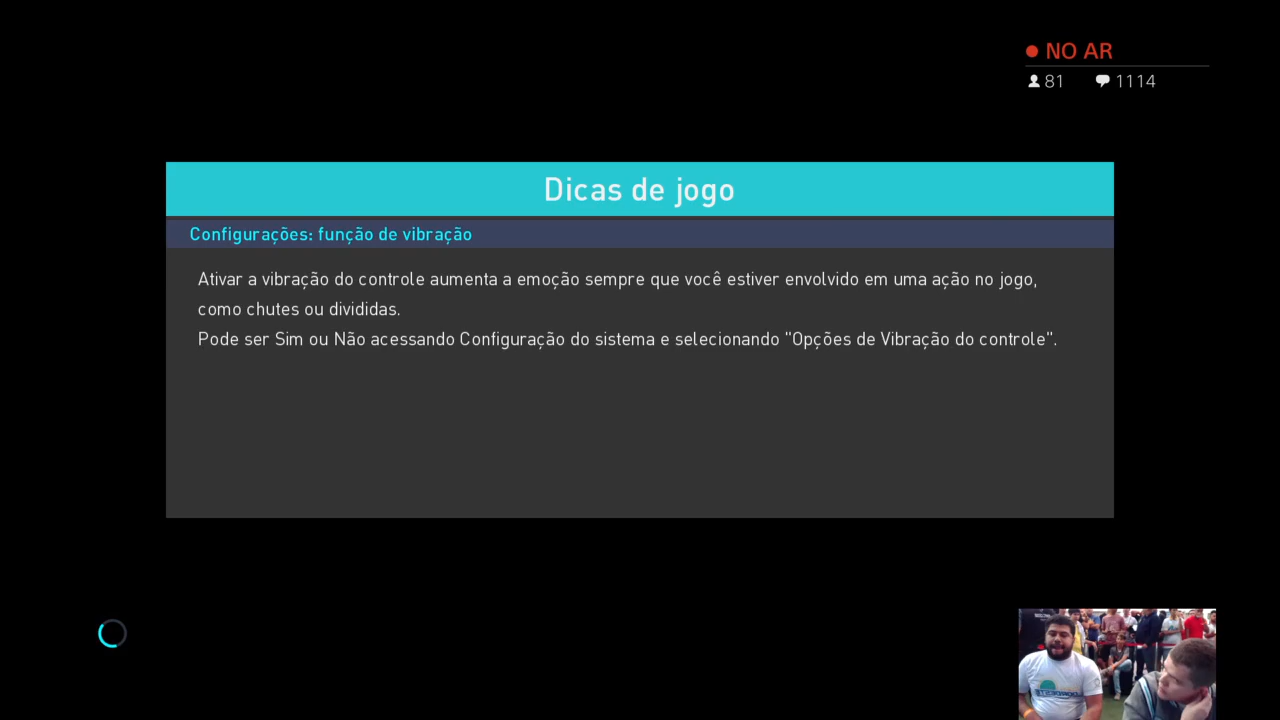 NO AR
81 1114
Dicas de jogo
Configurações: função de vibração
Ativar a vibração do controle aumenta a emoção sempre que você estiver envolvido em uma ação no jogo,
como chutes ou divididas.
Pode ser Sim ou Não acessando Configuração do sistema e selecionando "Opções de Vibração do controle".